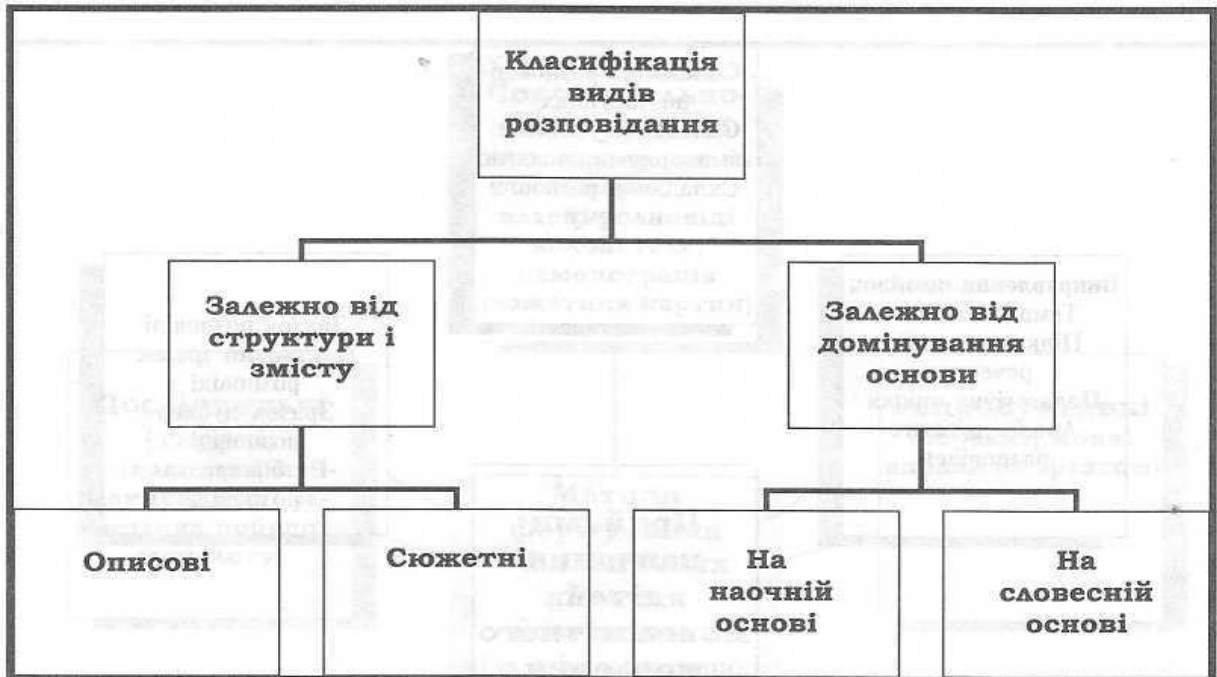 Класифікація
видів
розповідання
Залежно від
структури і
змісту
Залежно від
домінування
основи
Описові
Сюжетні
На
наочній
основі
На
словесній
основі